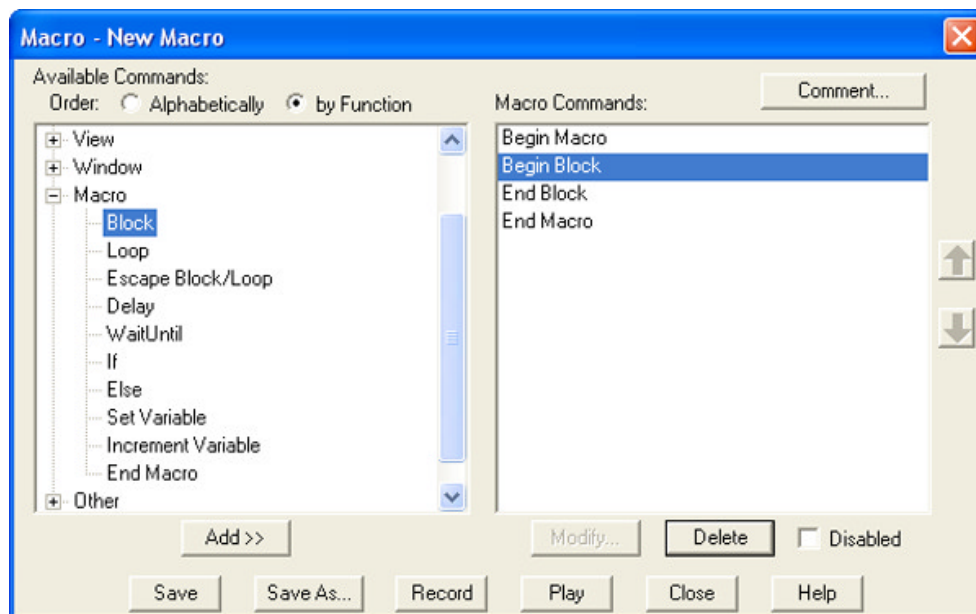 Macro - New Macro
Available Commands:
Order: Alphabetically by Function
View
Window
Macro
Block
Loop
Escape Block/Loop
Delay
WaitUntil
If
Else
Set Variable
Increment Variable
End Macro
Other
Add >>
Macro Commands:
Comment...
Begin Macro
Begin Block
End Block
End Macro
Modify...
Delete
Disabled
Save
Save As...
Record
Play
Close
Help